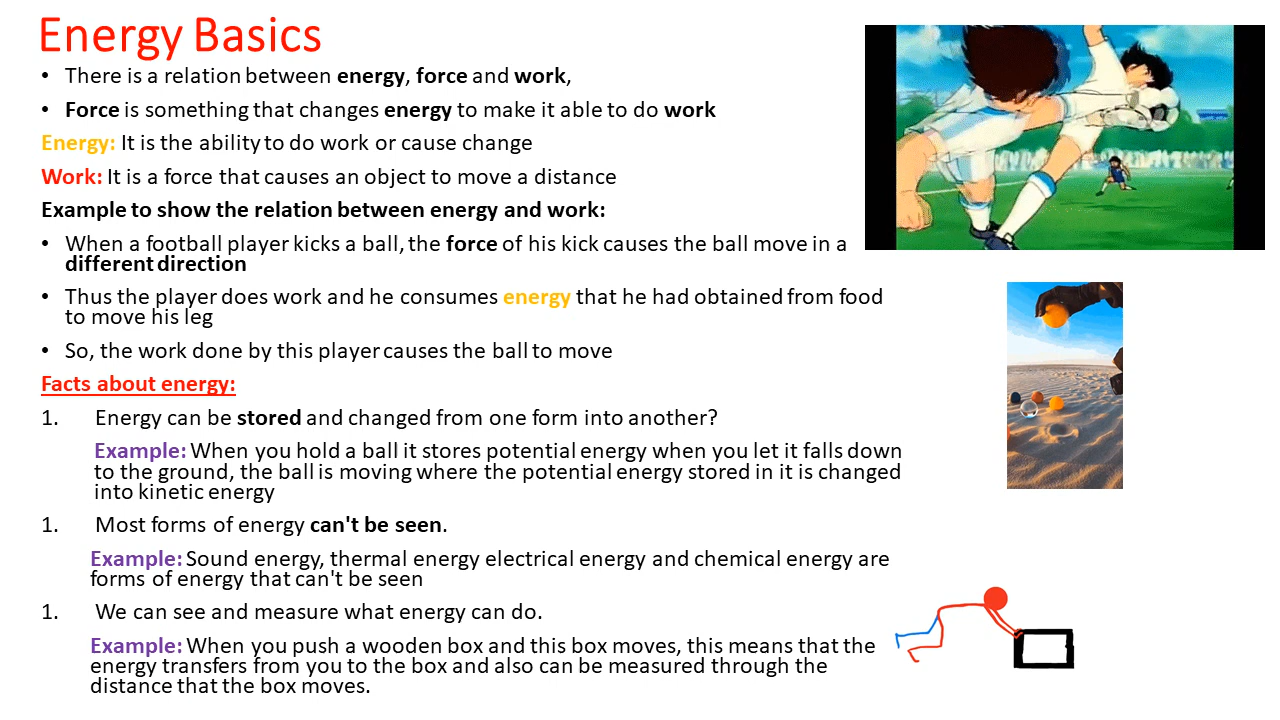 Energy Basics
• There is a relation between energy, force and work,
• Force is something that changes energy to make it able to do work
Energy: It is the ability to do work or cause change
Work: It is a force that causes an object to move a distance
Example to show the relation between energy and work:
• When a football player kicks a ball, the force of his kick causes the ball move in a
different direction
• Thus the player does work and he consumes energy that he had obtained from food
to move his leg
• So, the work done by this player causes the ball to move
Facts about energy:
1. Energy can be stored and changed from one form into another?
Example: When you hold a ball it stores potential energy when you let it falls down
to the ground, the ball is moving where the potential energy stored in it is changed
into kinetic energy
1. Most forms of energy can't be seen.
Example: Sound energy, thermal energy electrical energy and chemical energy are
forms of energy that can't be seen
1. We can see and measure what energy can do.
Example: When you push a wooden box and this box moves, this means that the
energy transfers from you to the box and also can be measured through the
distance that the box moves.